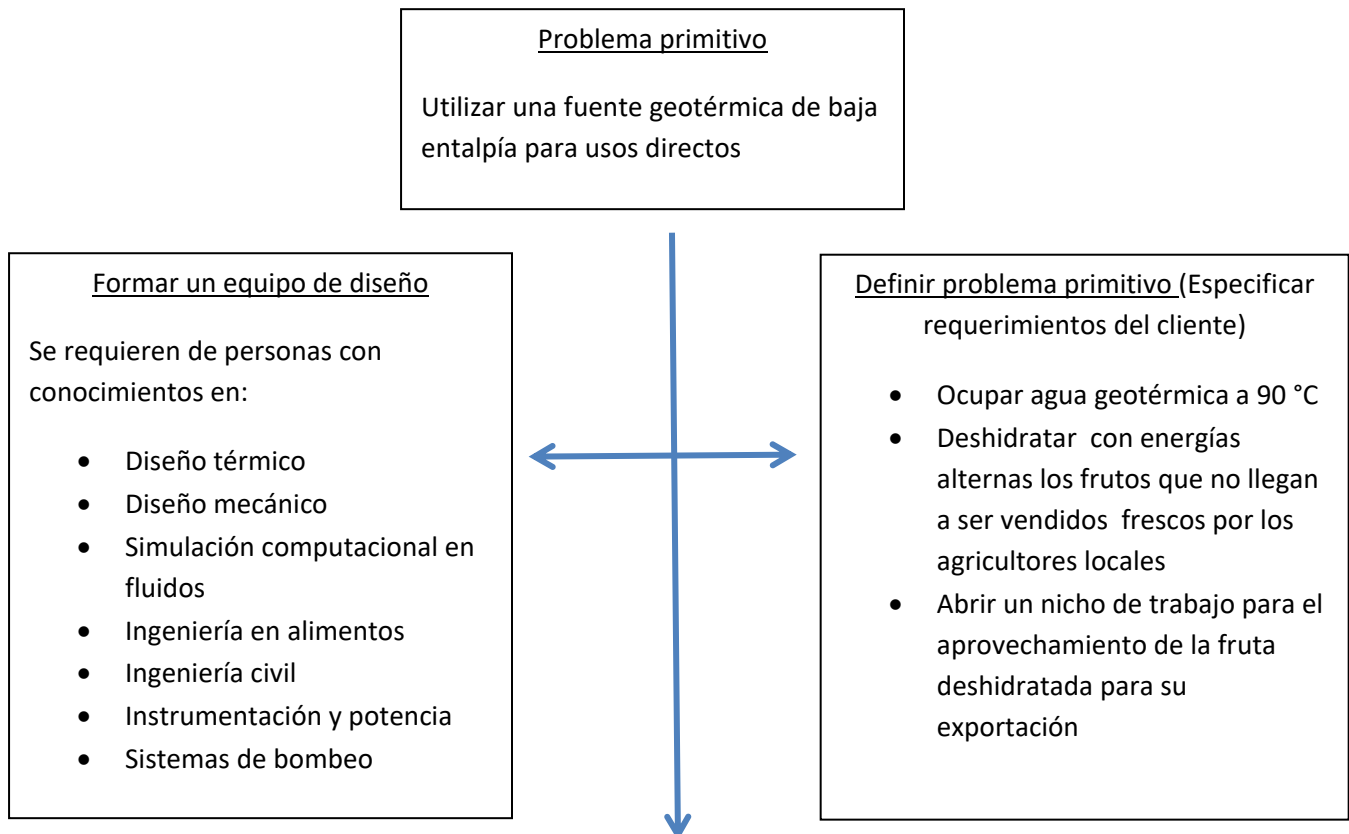 Problema primitivo
Utilizar una fuente geotérmica de baja
entalpía para usos directos
Formar un equipo de diseño
Se requieren de personas con
conocimientos en:
• Diseño térmico
• Diseño mecánico
• Simulación computacional en
fluidos
• Ingeniería en alimentos
• Ingeniería civil
• Instrumentación y potencia
• Sistemas de bombeo
Definir problema primitivo (Especificar
requerimientos del cliente)
• Ocupar agua geotérmica a 90 °C
• Deshidratar con energías
alternas los frutos que no llegan
a ser vendidos frescos por los
agricultores locales
• Abrir un nicho de trabajo para el
aprovechamiento de la fruta
deshidratada para su
exportación